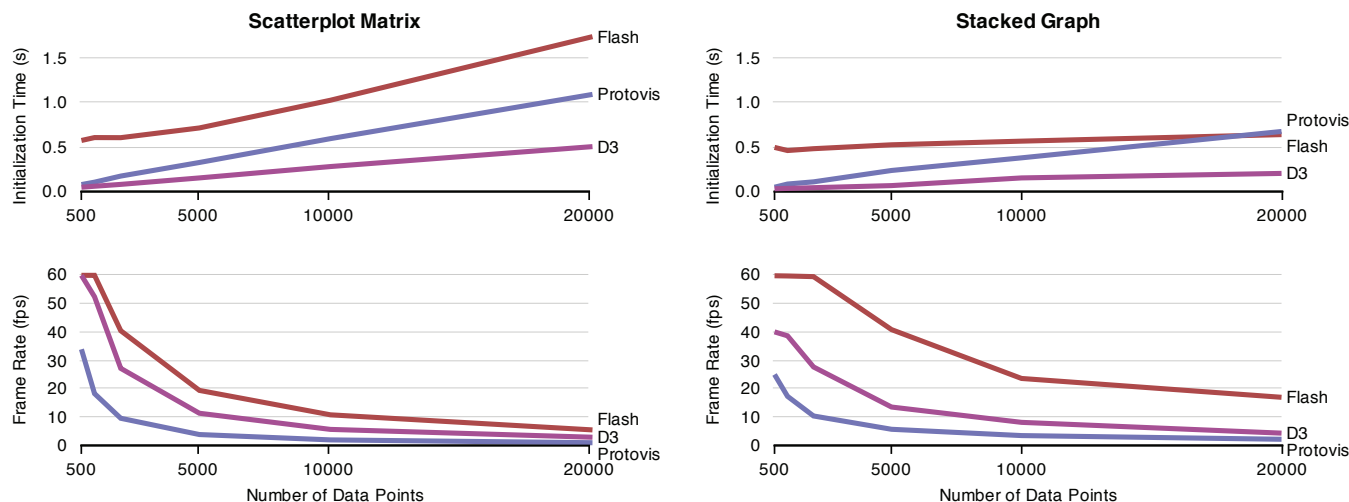 Scatterplot Matrix
Initialization Time (s)
1.5
1.0
0.5
0.0
500
5000
10000
20000
Flash
Protovis
D3
Stacked Graph
Initialization Time (s)
1.5
1.0
0.5
0.0
500
5000
10000
20000
Protovis
Flash
D3
Frame Rate (fps)
60
50
40
30
20
10
0
500
5000
10000
20000
Flash
D3
Protovis
Number of Data Points
Frame Rate (fps)
60
50
40
30
20
10
0
500
5000
10000
20000
Flash
D3
Protovis
Number of Data Points